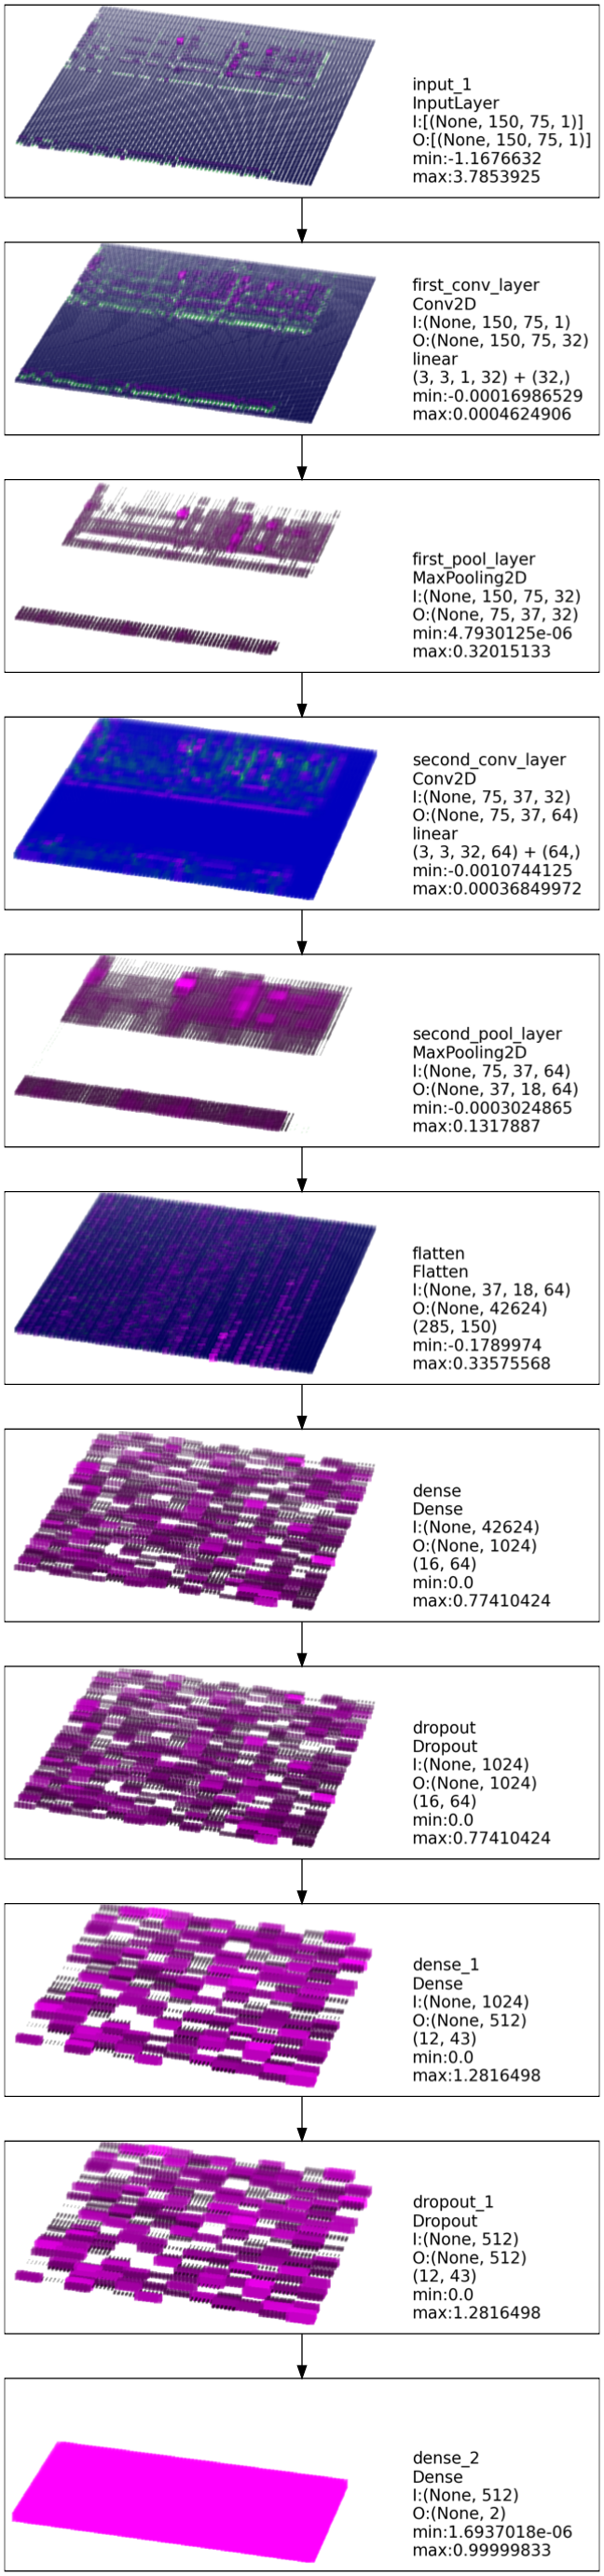 input_1
InputLayer
I:[(None, 150, 75, 1)]
O:[(None, 150, 75, 1)]
min:-1.1676632
max:3.7853925
first_conv_layer
Conv2D
I:(None, 150, 75, 1)
O:(None, 150, 75, 32)
linear
(3, 3, 1, 32) + (32,)
min:-0.00016986529
max:0.0004624906
first_pool_layer
MaxPooling2D
I:(None, 150, 75, 32)
O:(None, 75, 37, 32)
min:4.7930125e-06
max:0.32015133
second_conv_layer
Conv2D
I:(None, 75, 37, 32)
O:(None, 75, 37, 64)
linear
(3, 3, 32, 64) + (64,)
min:-0.0010744125
max:0.00036849972
second_pool_layer
MaxPooling2D
I:(None, 75, 37, 64)
O:(None, 37, 18, 64)
min:-0.0003024865
max:0.1317887
flatten
Flatten
I:(None, 37, 18, 64)
O:(None, 42624)
(285, 150)
min:-0.1789974
max:0.33575568
dense
Dense
I:(None, 42624)
O:(None, 1024)
(16, 64)
min:0.0
max:0.77410424
dropout
Dropout
I:(None, 1024)
O:(None, 1024)
(16, 64)
min:0.0
max:0.77410424
dense_1
Dense
I:(None, 1024)
O:(None, 512)
(12, 43)
min:0.0
max:1.2816498
dropout_1
Dropout
I:(None, 512)
O:(None, 512)
(12, 43)
min:0.0
max:1.2816498
dense_2
Dense
I:(None, 512)
O:(None, 2)
min:1.6937018e-06
max:0.99999833